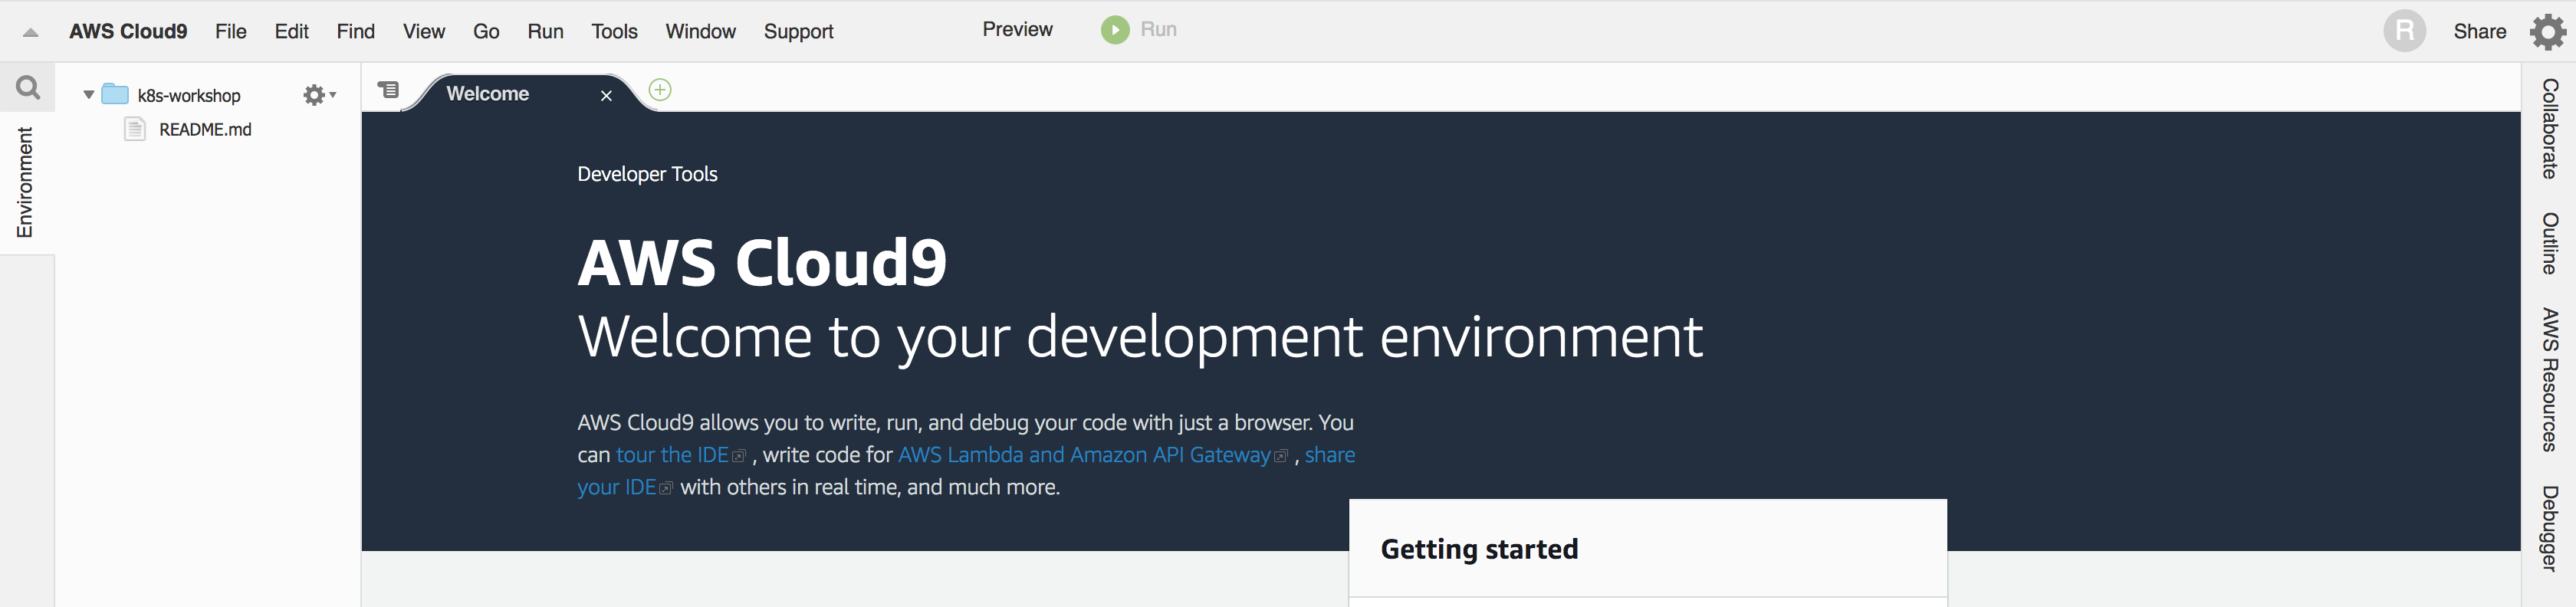 AWS Cloud9 File Edit Find View Go Run Tools Window Support Preview Run R Share
Environment
k8s-workshop
README.md
Welcome
Developer Tools
AWS Cloud9
Welcome to your development environment
AWS Cloud9 allows you to write, run, and debug your code with just a browser. You
can tour the IDE , write code for AWS Lambda and Amazon API Gateway , share
your IDE with others in real time, and much more.
Getting started
Collaborate
Outline
AWS Resources
Debugger